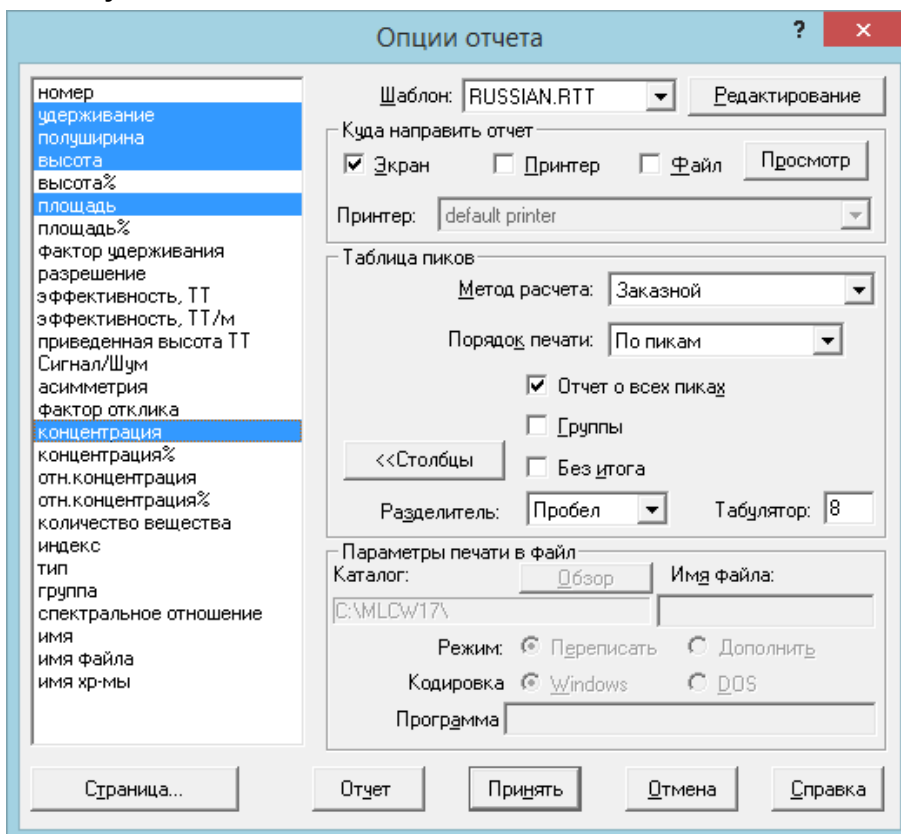 Опции отчета
? ×
номер
удерживание
полуширина
высота
высота%
площадь
площадь%
фактор удерживания
разрешение
эффективность, ТТ
эффективность, ТТ/м
приведенная высота ТТ
Сигнал/Шум
асимметрия
фактор отклика
концентрация
концентрация%
отн.концентрация
отн.концентрация%
количество вещества
индекс
тип
группа
спектральное отношение
имя
имя файла
имя хр-мы
Шаблон: RUSSIAN.RTT Редактирование
Куда направить отчет
Экран Принтер Файл Просмотр
Принтер: default printer
Таблица пиков
Метод расчета: Заказной
Порядок печати: По пикам
Отчет о всех пиках
Группы
<<Столбцы Без итога
Разделитель: Пробел Табулятор: 8
Параметры печати в файл
Каталог: Обзор Имя файла:
C:\MLCW17\
Режим: Переписать Дополнить
Кодировка Windows DOS
Программа
Страница... Отчет Принять Отмена Справка